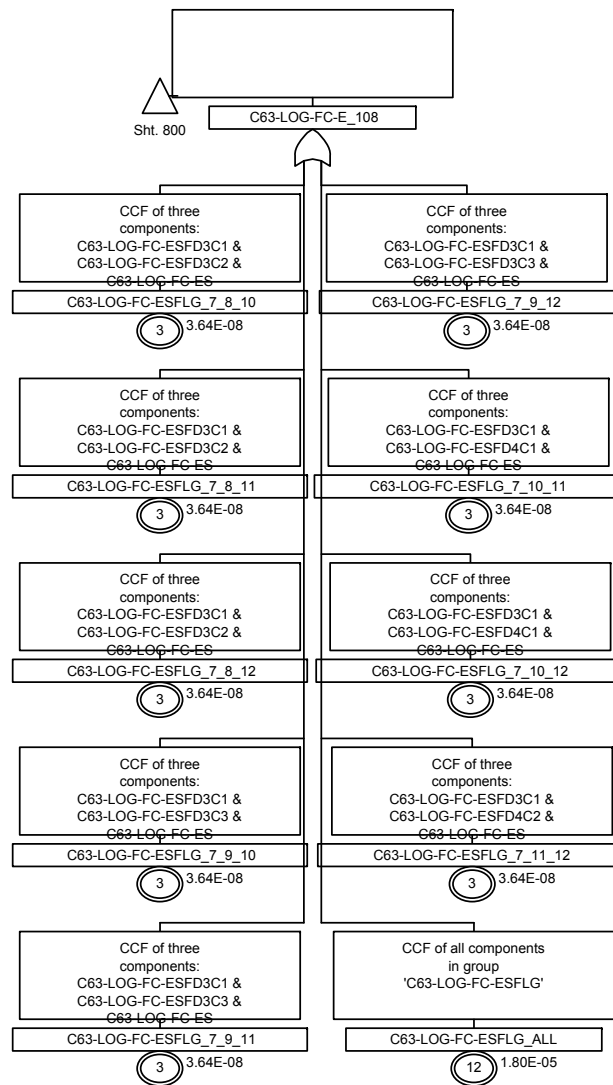 Sht. 800
C63-LOG-FC-E_108
CCF of three
components:
C63-LOG-FC-ESFD3C1 &
C63-LOG-FC-ESFD3C2 &
C63-LOG-FC-ES
C63-LOG-FC-ESFLG_7_8_10
3
3.64E-08
CCF of three
components:
C63-LOG-FC-ESFD3C1 &
C63-LOG-FC-ESFD3C3 &
C63-LOG-FC-ES
C63-LOG-FC-ESFLG_7_9_12
3
3.64E-08
CCF of three
components:
C63-LOG-FC-ESFD3C1 &
C63-LOG-FC-ESFD3C2 &
C63-LOG-FC-ES
C63-LOG-FC-ESFLG_7_8_11
3
3.64E-08
CCF of three
components:
C63-LOG-FC-ESFD3C1 &
C63-LOG-FC-ESFD4C1 &
C63-LOG-FC-ES
C63-LOG-FC-ESFLG_7_10_11
3
3.64E-08
CCF of three
components:
C63-LOG-FC-ESFD3C1 &
C63-LOG-FC-ESFD3C2 &
C63-LOG-FC-ES
C63-LOG-FC-ESFLG_7_8_12
3
3.64E-08
CCF of three
components:
C63-LOG-FC-ESFD3C1 &
C63-LOG-FC-ESFD4C1 &
C63-LOG-FC-ES
C63-LOG-FC-ESFLG_7_10_12
3
3.64E-08
CCF of three
components:
C63-LOG-FC-ESFD3C1 &
C63-LOG-FC-ESFD3C3 &
C63-LOG-FC-ES
C63-LOG-FC-ESFLG_7_9_10
3
3.64E-08
CCF of three
components:
C63-LOG-FC-ESFD3C1 &
C63-LOG-FC-ESFD4C2 &
C63-LOG-FC-ES
C63-LOG-FC-ESFLG_7_11_12
3
3.64E-08
CCF of three
components:
C63-LOG-FC-ESFD3C1 &
C63-LOG-FC-ESFD3C3 &
C63-LOG-FC-ES
C63-LOG-FC-ESFLG_7_9_11
3
3.64E-08
CCF of all components
in group
'C63-LOG-FC-ESFLG'
C63-LOG-FC-ESFLG_ALL
12
1.80E-05